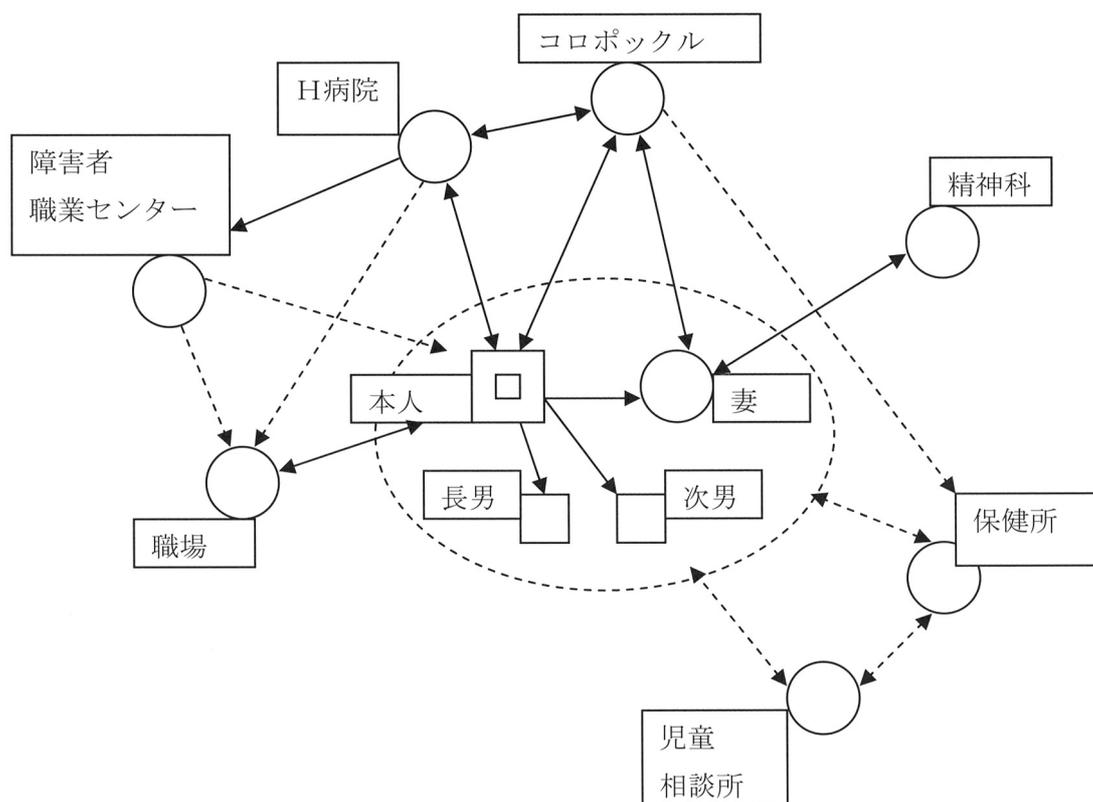 コロポックル
Ｈ病院
障害者
職業センター
精神科
本人
妻
長男
次男
保健所
職場
児童
相談所